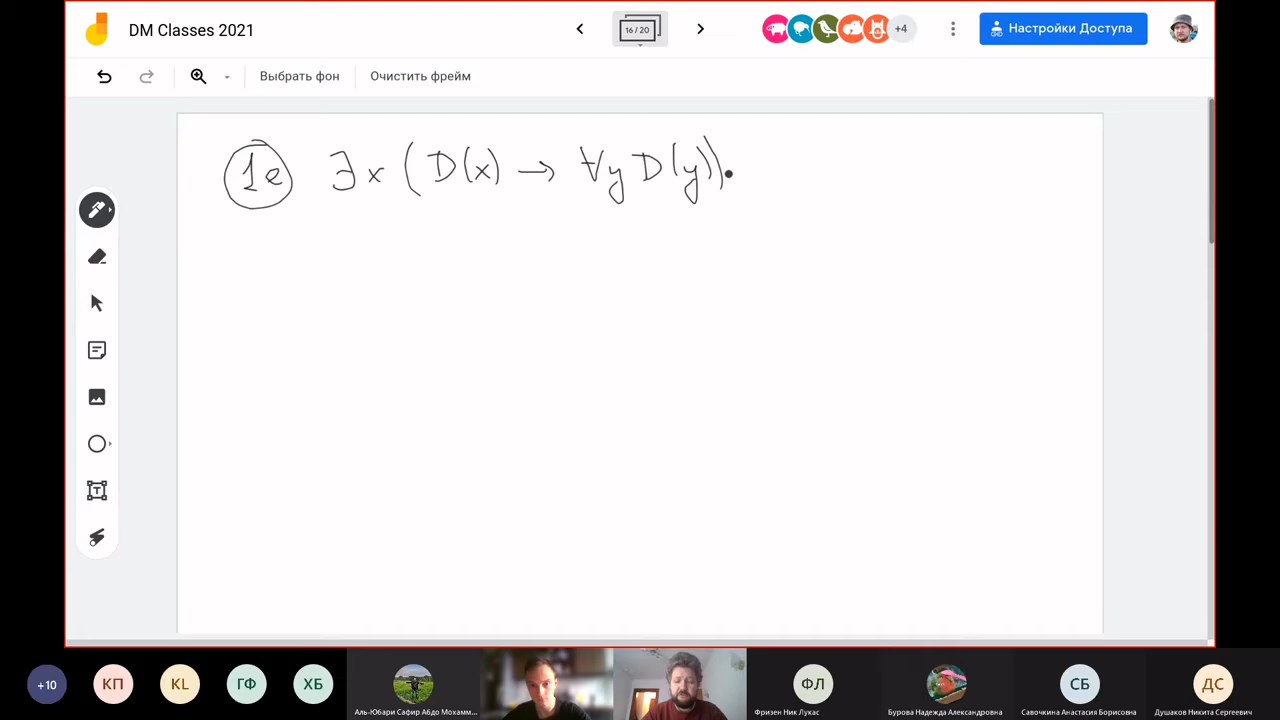 DM Classes 2021
16 / 20
+4
Настройки Доступа
Выбрать фон
Очистить фрейм
1e ∃x (D(x) → ∀y D(y))
+10
КП
KL
ГФ
ХБ
ФЛ
СБ
ДС
Аль-Юбари Сафир Абдо Мохамм...
Фризен Ник Лукас
Бурова Надежда Александровна
Савочкина Анастасия Борисовна
Душаков Никита Сергеевич